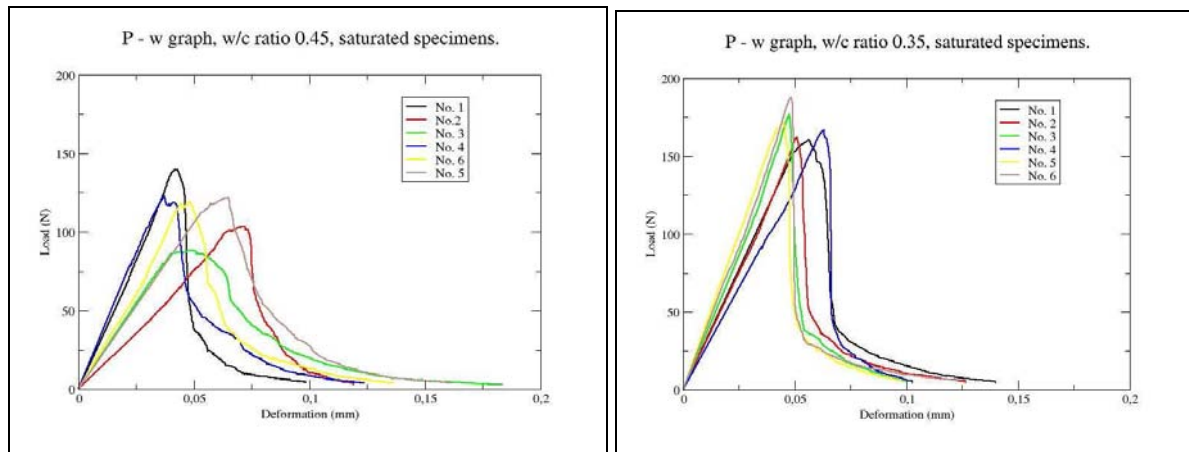 P - w graph, w/c ratio 0.45, saturated specimens.
200
150
100
50
0
Load (N)
No. 1
No.2
No. 3
No. 4
No. 6
No. 5
0
0,05
0,1
0,15
0,2
Deformation (mm)
P - w graph, w/c ratio 0.35, saturated specimens.
200
150
100
50
0
Load (N)
No. 1
No. 2
No. 3
No. 4
No. 5
No. 6
0
0,05
0,1
0,15
0,2
Deformation (mm)